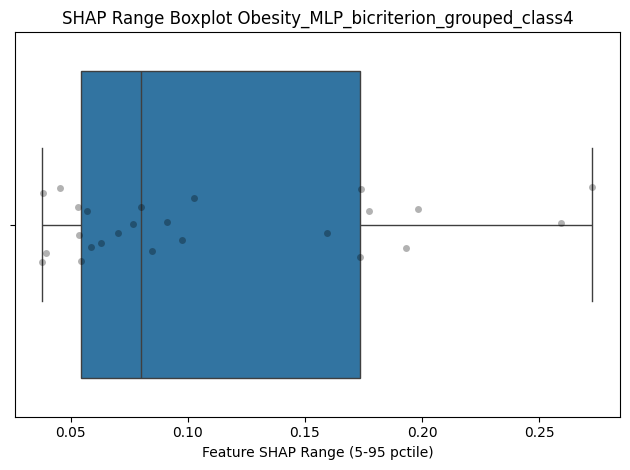 SHAP Range Boxplot Obesity_MLP_bicriterion_grouped_class4
0.05 0.10 0.15 0.20 0.25
Feature SHAP Range (5-95 pctile)